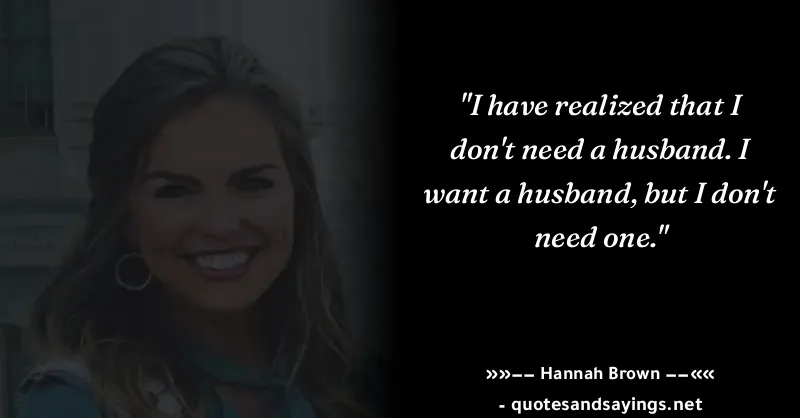 "I have realized that I
don't need a husband. I
want a husband, but I don't
need one."
»»−− Hannah Brown −−««
- quotesandsayings.net